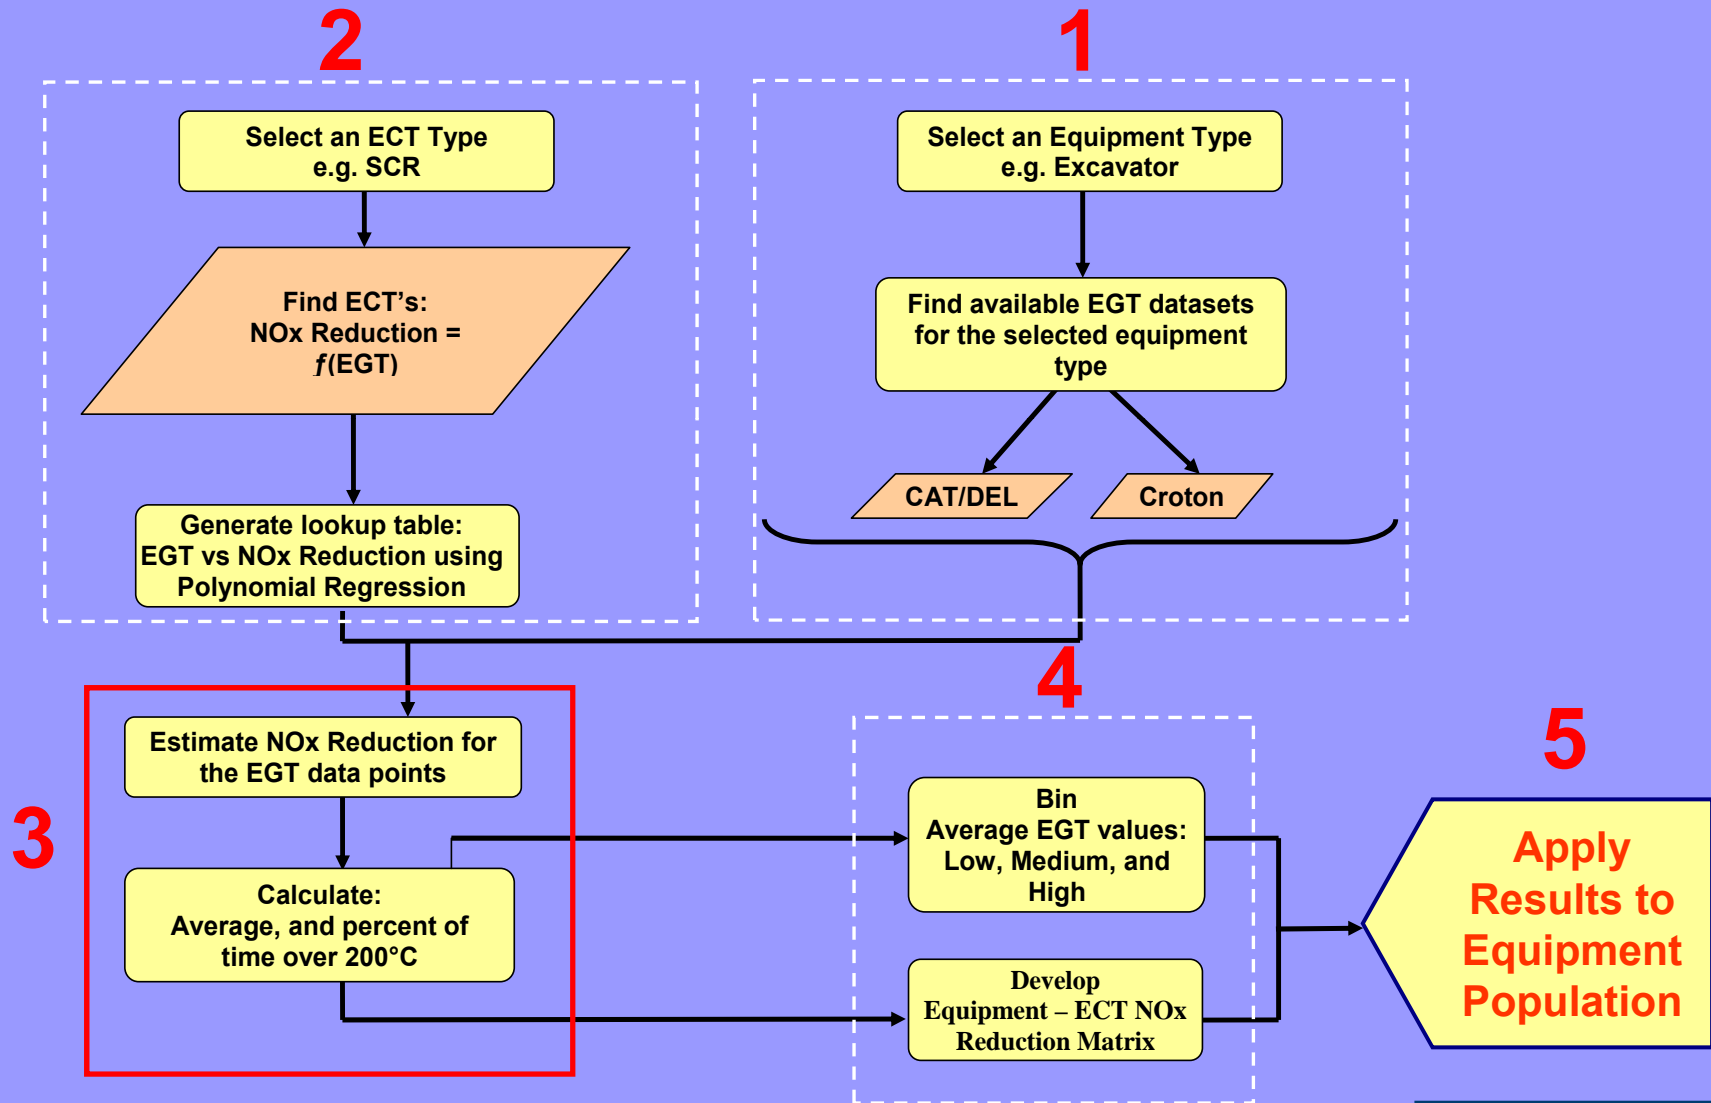 2
1
Select an ECT Type
e.g. SCR
Select an Equipment Type
e.g. Excavator
Find ECT's:
NOx Reduction =
ƒ(EGT)
Find available EGT datasets
for the selected equipment
type
CAT/DEL
Croton
Generate lookup table:
EGT vs NOx Reduction using
Polynomial Regression
3
Estimate NOx Reduction for
the EGT data points
Calculate:
Average, and percent of
time over 200°C
4
Bin
Average EGT values:
Low, Medium, and
High
Develop
Equipment – ECT NOx
Reduction Matrix
5
Apply
Results to
Equipment
Population